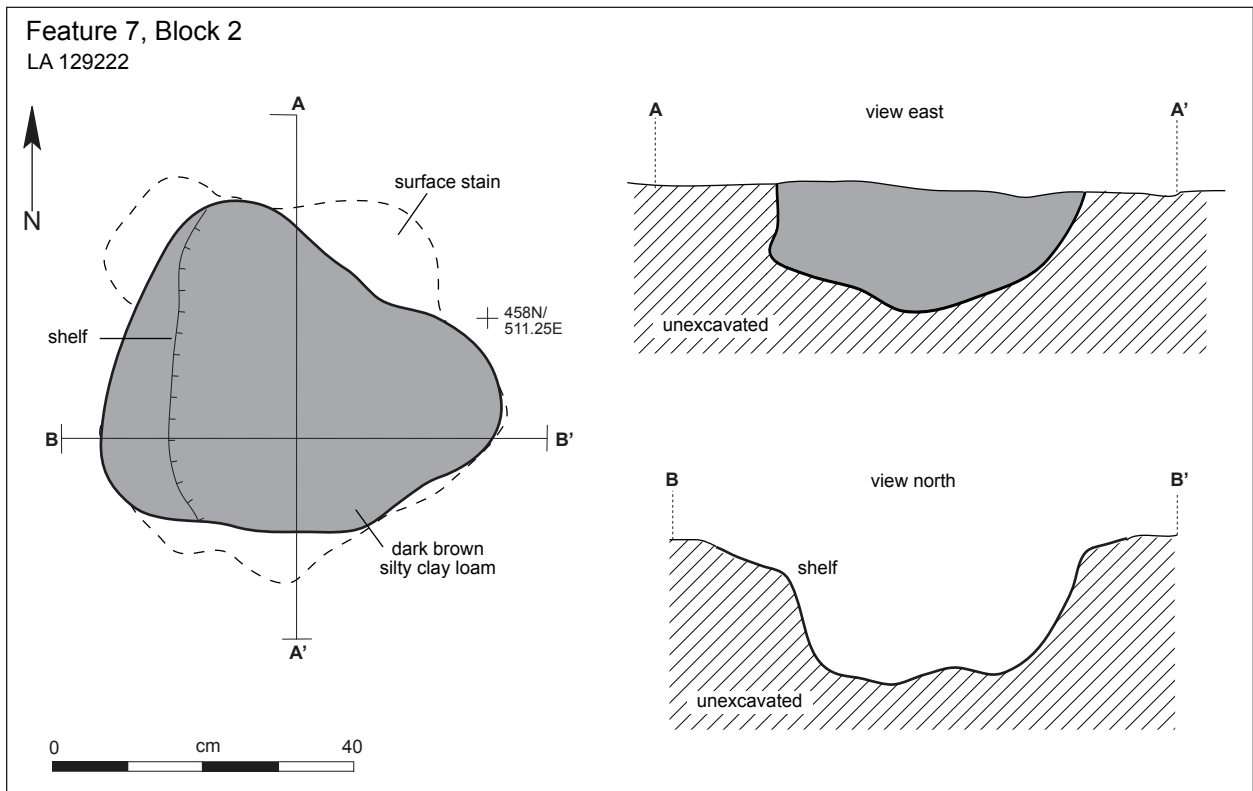 Feature 7, Block 2
LA 129222
N
A
surface stain
458N/
511.25E
shelf
B
B'
dark brown
silty clay loam
A'
0
cm
40
A
view east
A'
unexcavated
B
view north
B'
shelf
unexcavated